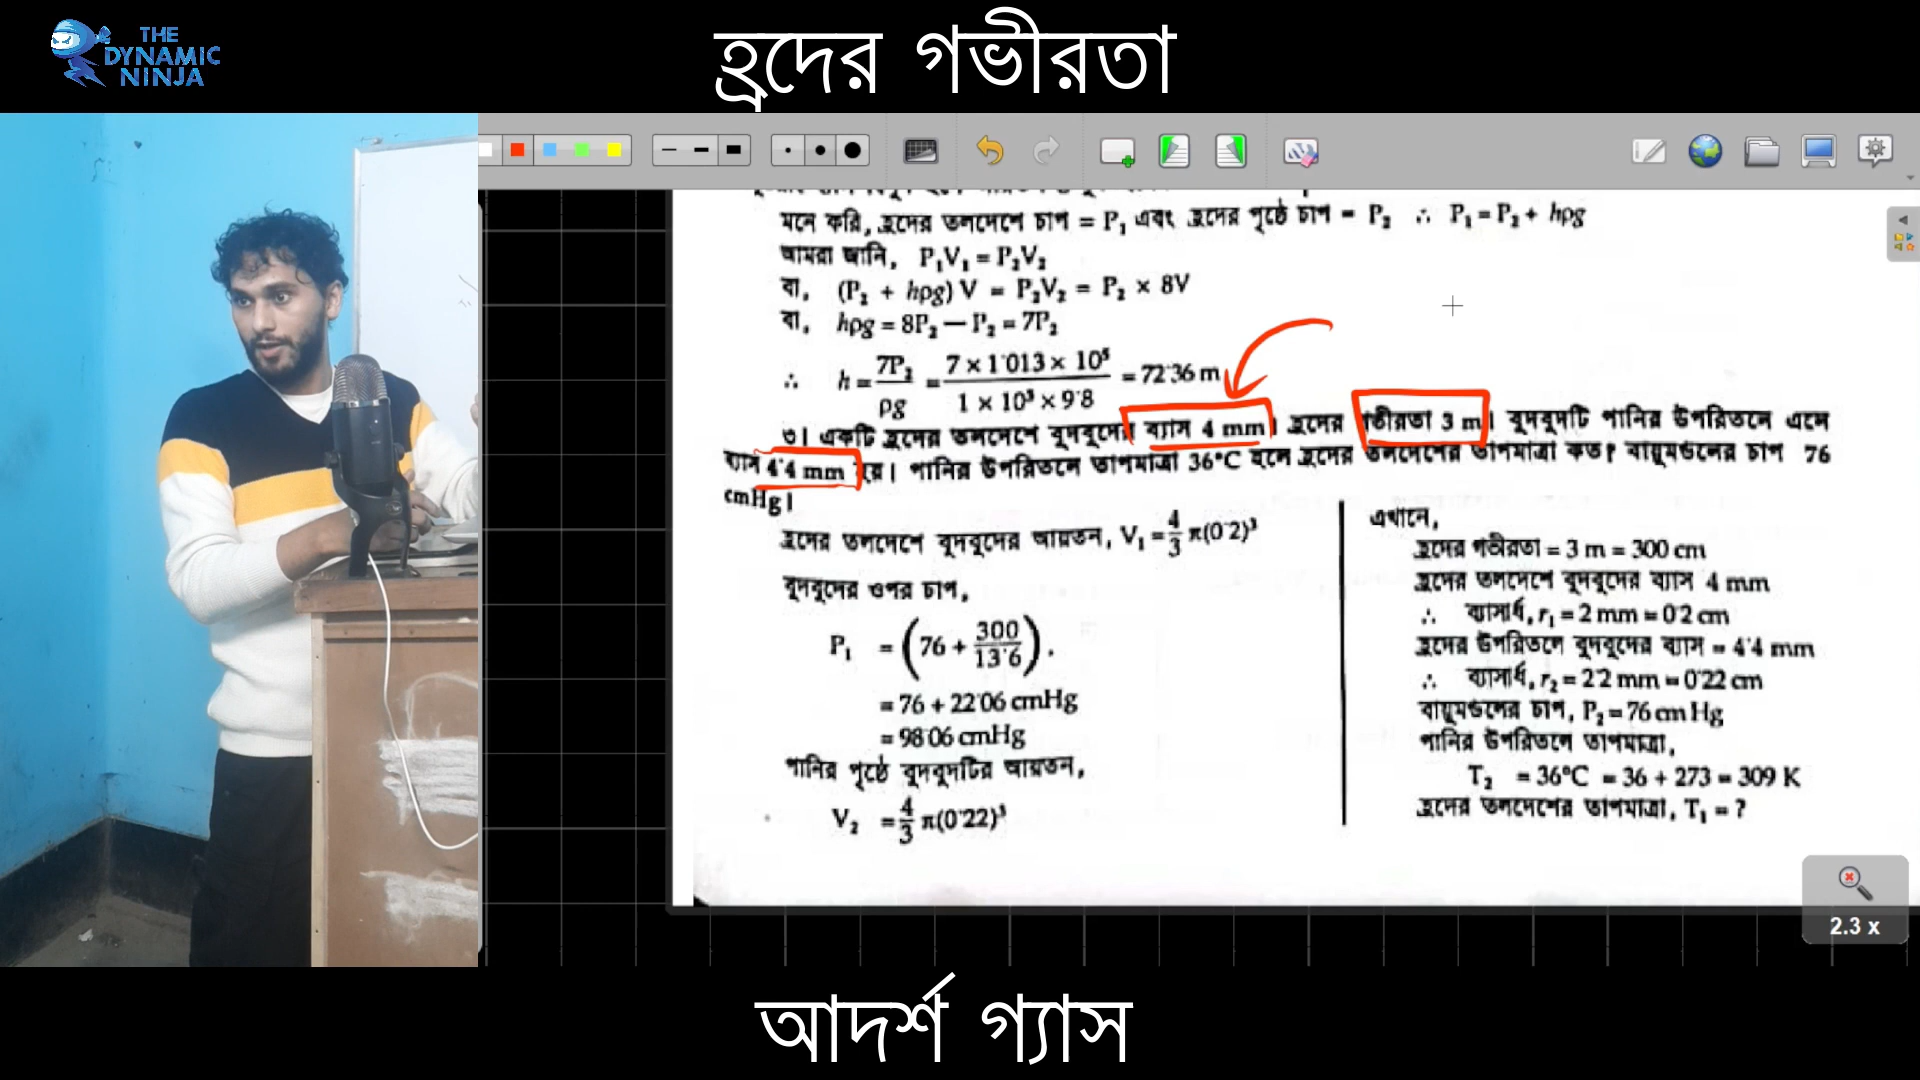 THE
DYNAMIC
NINJA
হ্রদের গভীরতা
মনে করি, হ্রদের তলদেশে চাপ = P₁ এবং হ্রদের পৃষ্ঠে চাপ = P₂ ∴ P₁ = P₂ + hρg
আমরা জানি, P₁V₁ = P₂V₂
বা, (P₂ + hρg) V = P₂V₂ = P₂ × 8V
বা, hρg = 8P₂ — P₂ = 7P₂
∴ h = 7P₂/ρg = 7 × 1·013 × 10⁵/1 × 10³ × 9·8 = 72·36 m
৩। একটি হ্রদের তলদেশে বুদবুদের ব্যাস 4 mm। হ্রদের গভীরতা 3 m। বুদবুদটি পানির উপরিতলে এলে
ব্যাস 4·4 mm হয়। পানির উপরিতলে তাপমাত্রা 36°C হলে হ্রদের তলদেশের তাপমাত্রা কত? বায়ুমণ্ডলের চাপ 76
cmHg।
হ্রদের তলদেশে বুদবুদের আয়তন, V₁ = 4/3 π(0·2)³
বুদবুদের ওপর চাপ,
P₁ = (76 + 300/13·6).
= 76 + 22·06 cmHg
= 98·06 cmHg
পানির পৃষ্ঠে বুদবুদটির আয়তন,
V₂ = 4/3 π(0·22)³
এখানে,
হ্রদের গভীরতা = 3 m = 300 cm
হ্রদের তলদেশে বুদবুদের ব্যাস 4 mm
∴ ব্যাসার্ধ, r₁ = 2 mm = 0·2 cm
হ্রদের উপরিতলে বুদবুদের ব্যাস = 4·4 mm
∴ ব্যাসার্ধ, r₂ = 2·2 mm = 0·22 cm
বায়ুমণ্ডলের চাপ, P₂ = 76 cm Hg
পানির উপরিতলে তাপমাত্রা,
T₂ = 36°C = 36 + 273 = 309 K
হ্রদের তলদেশের তাপমাত্রা, T₁ = ?
2.3 x
আদর্শ গ্যাস